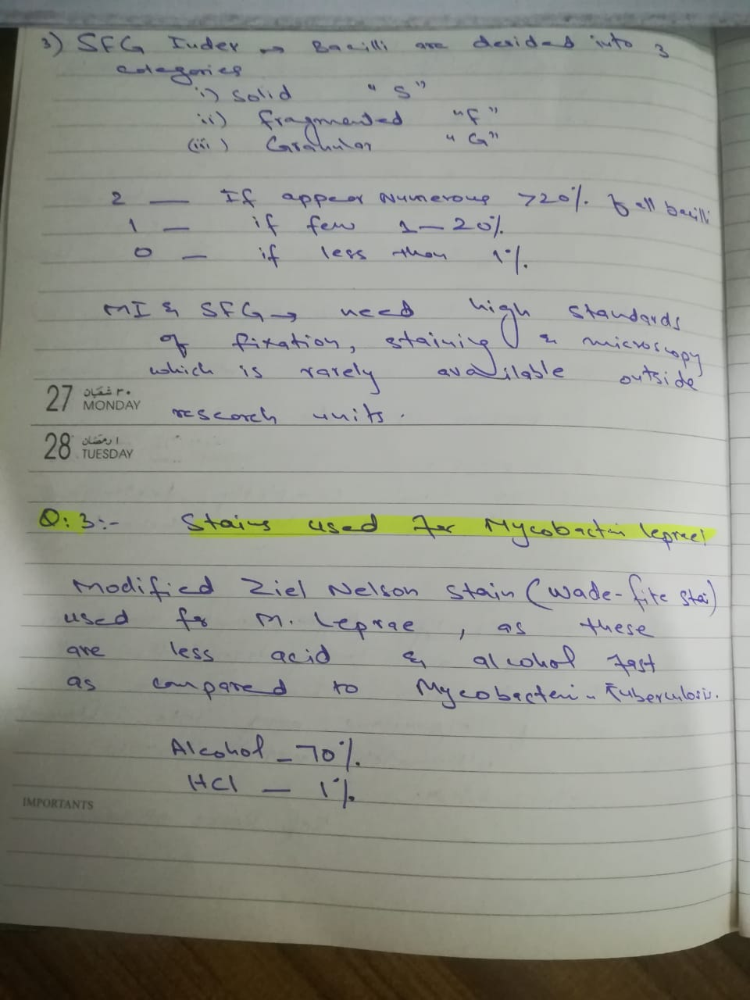 3) SFG Index → Bacilli are desided into 3
categories
i) Solid "S"
ii) fragmented "F"
(iii) Granular "G"
2 — If appear Numerous >20% of all bacilli
1 — if few 1–20%
0 — if less than 1%.
MI & SFG → need high standards
of fixation, staining & microscopy
which is rarely available outside
27 ٣٠ شعبان
MONDAY
research units.
28 ١ رمضان
TUESDAY
Q: 3:- Stains used for Mycobacteri leprae!
Modified Ziel Nelson Stain (Wade-fite stai)
used for M. Leprae, as these
are less acid & alcohol fast
as compared to Mycobacteri Tuberculosis.
Alcohol – 70%.
HCl – 1%
IMPORTANTS